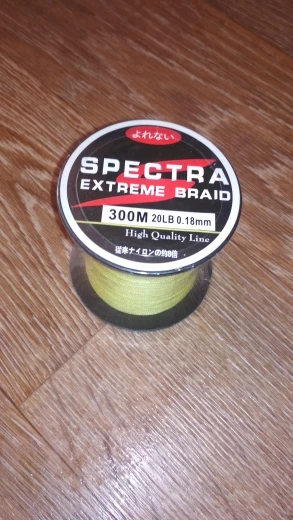 よれない
SPECTRA
EXTREME BRAID
300M 20LB 0.18mm
High Quality Line
従来ナイロンの約8倍